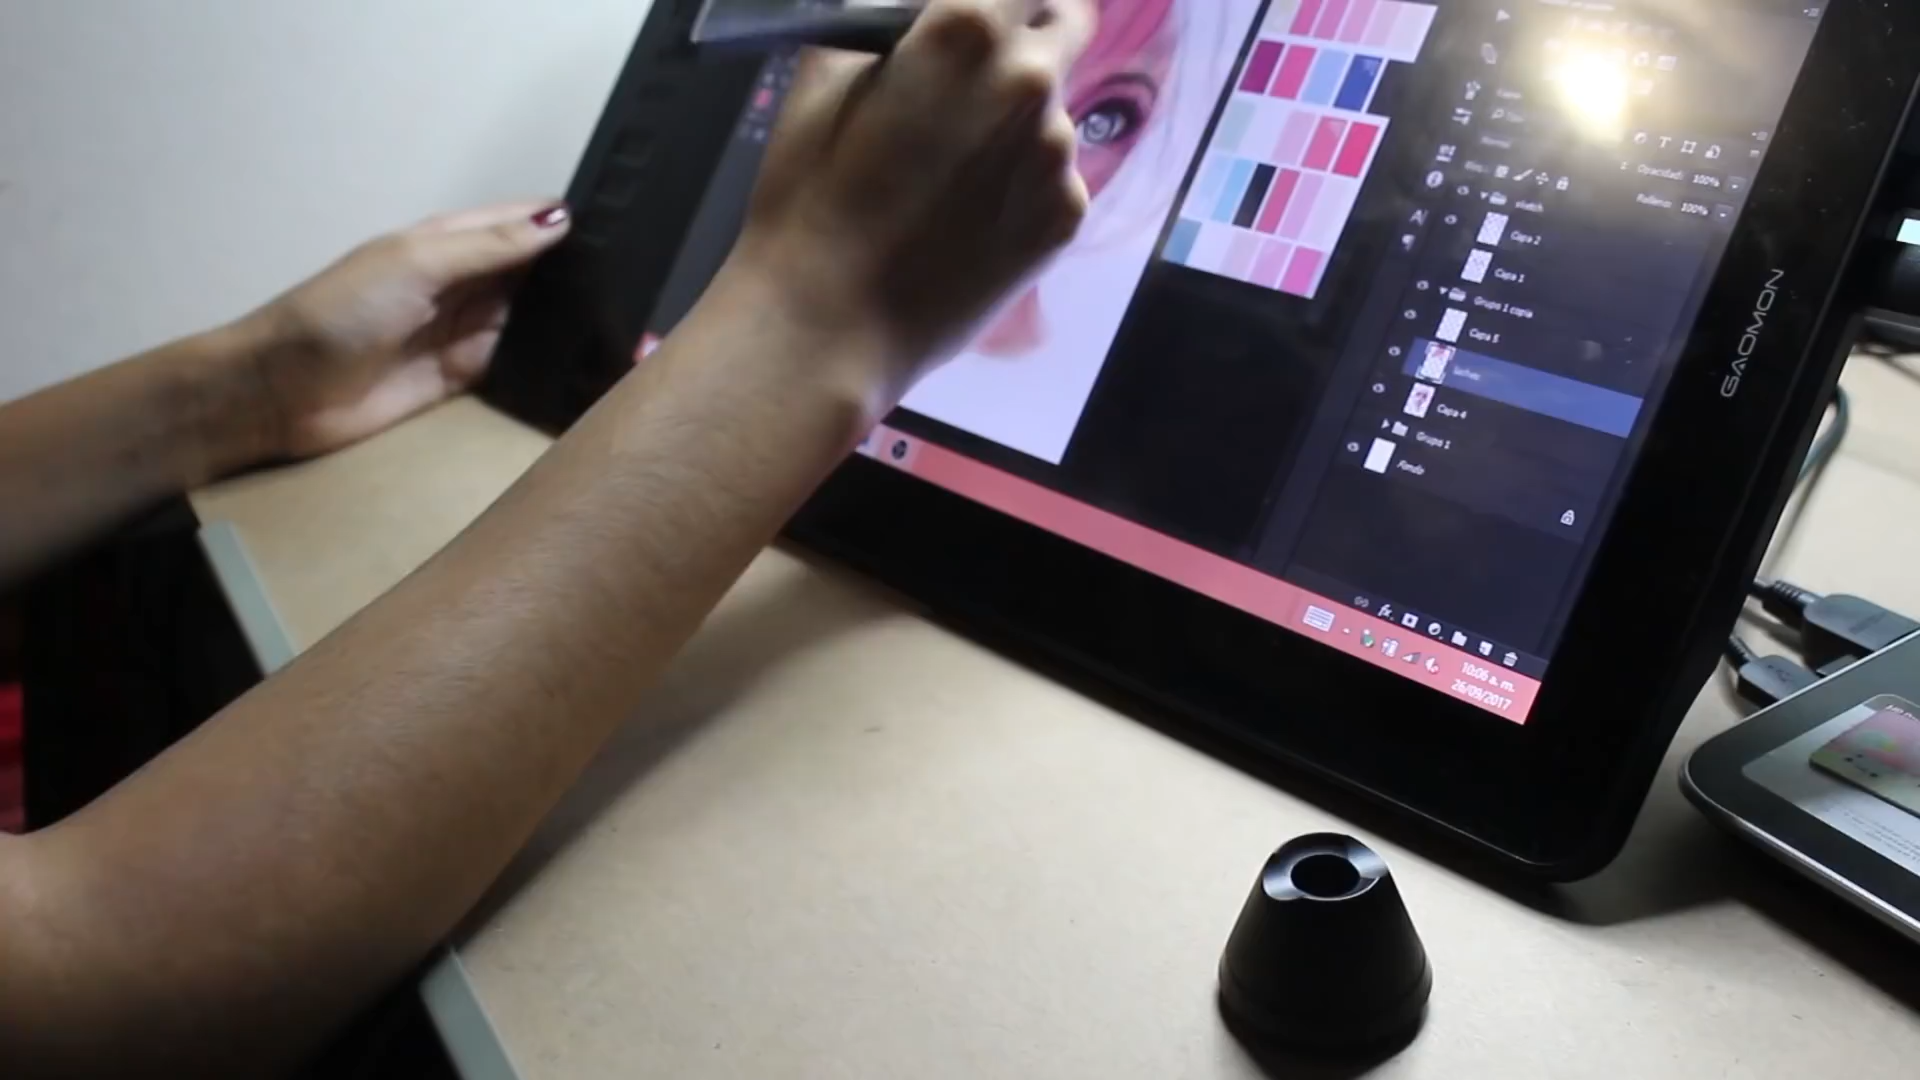 Opacidad: 100%
Relleno: 100%
sketch
Capa 2
Capa 1
Grupo 1 copia
Capa 5
Capa 4
Grupo 1
Fondo
fx
GAOMON
10:06 a. m.
26/09/2017